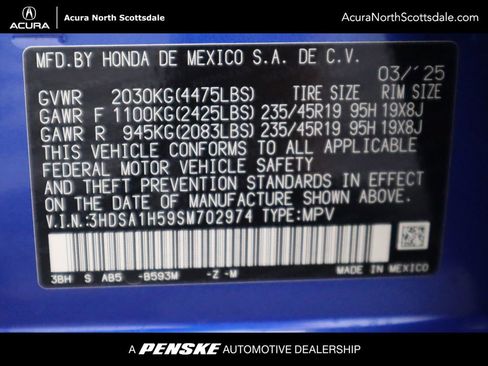 ACURA
Acura North Scottsdale
AcuraNorthScottsdale.com
MFD.BY HONDA DE MEXICO S.A. DE C.V.
03/'25
GVWR 2030KG(4475LBS) TIRE SIZE RIM SIZE
GAWR F 1100KG(2425LBS) 235/45R19 95H 19X8J
GAWR R 945KG(2083LBS) 235/45R19 95H 19X8J
THIS VEHICLE CONFORMS TO ALL APPLICABLE
FEDERAL MOTOR VEHICLE SAFETY
AND THEFT PREVENTION STANDARDS IN EFFECT
ON THE DATE OF MANUFACTURE SHOWN ABOVE.
V.I.N.:3HDSA1H59SM702974 TYPE:MPV
3BH S AB5 -B593M -Z -M
MADE IN MEXICO
A PENSKE AUTOMOTIVE DEALERSHIP